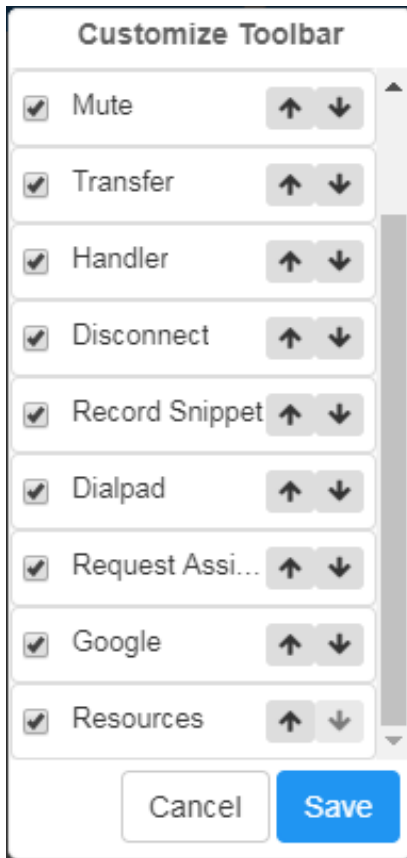 Customize Toolbar
Mute
Transfer
Handler
Disconnect
Record Snippet
Dialpad
Request Assi...
Google
Resources
Cancel Save